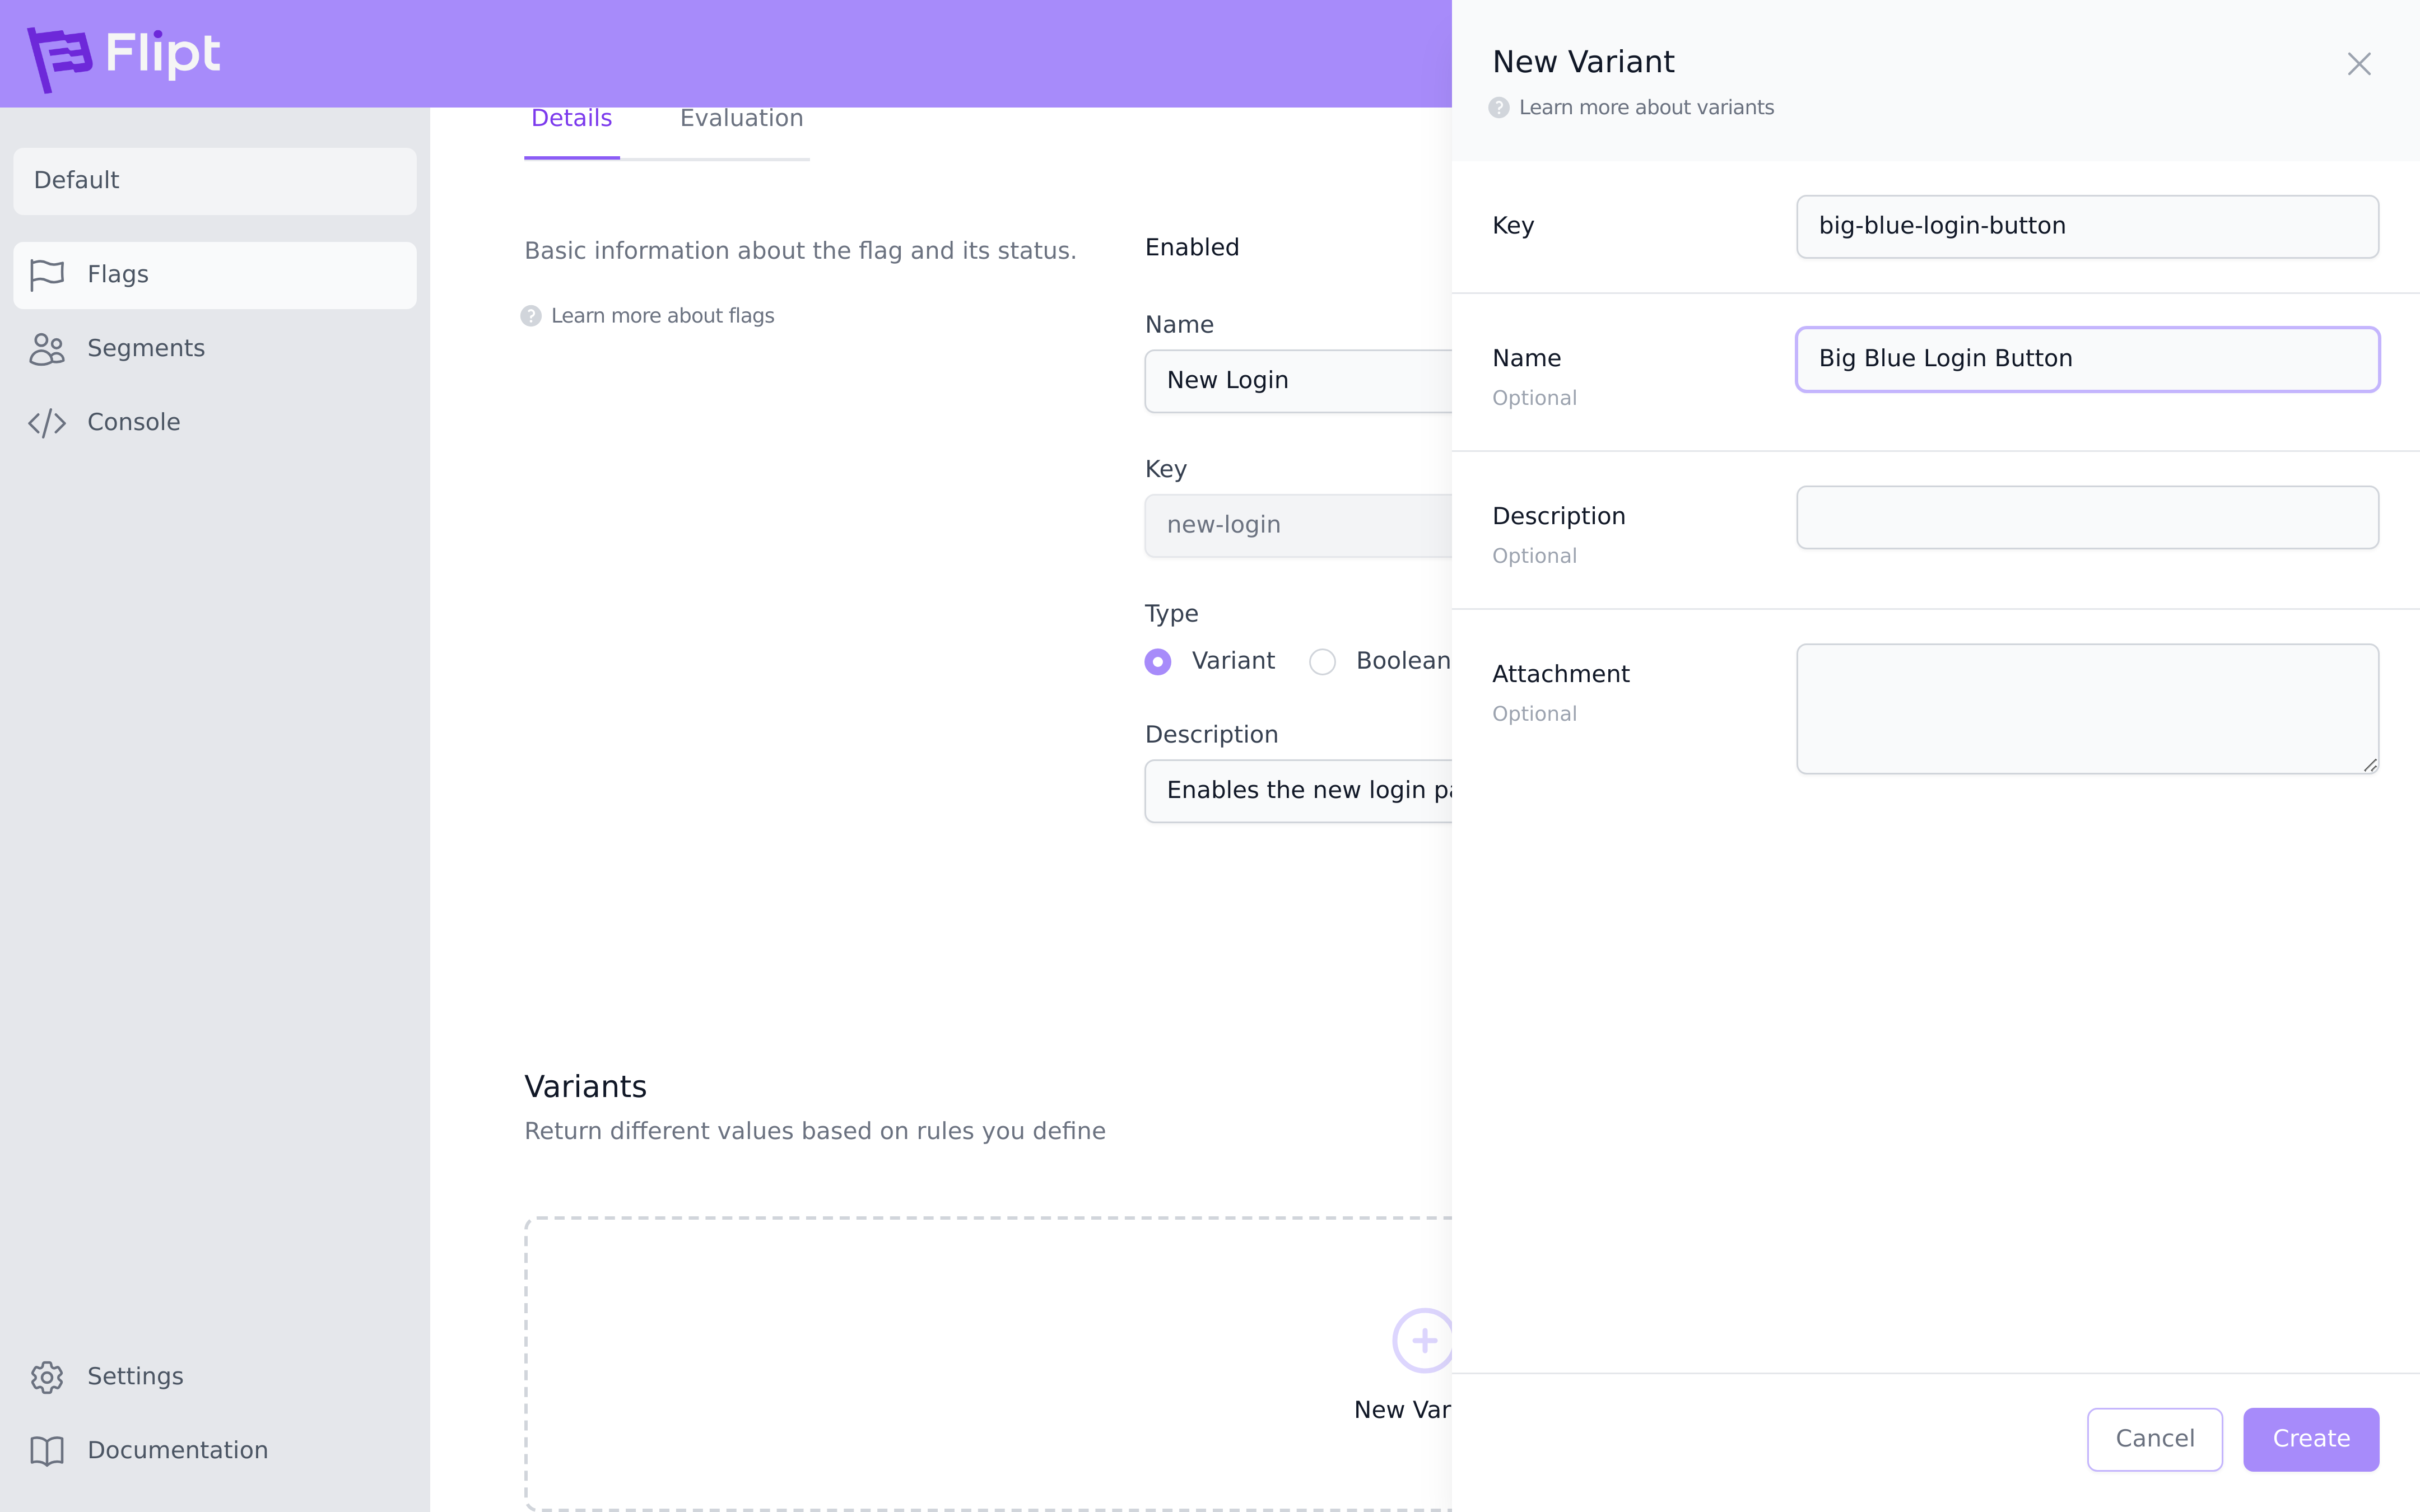 Flipt
Default
Flags
Segments
Console
Settings
Documentation
Details
Evaluation
Basic information about the flag and its status.
? Learn more about flags
Enabled
Name
New Login
Key
new-login
Type
Variant
Boolean
Description
Enables the new login
Variants
Return different values based on rules you define
New
New Variant
? Learn more about variants
Key
big-blue-login-button
Name
Optional
Big Blue Login Button
Description
Optional
Attachment
Optional
Cancel
Create